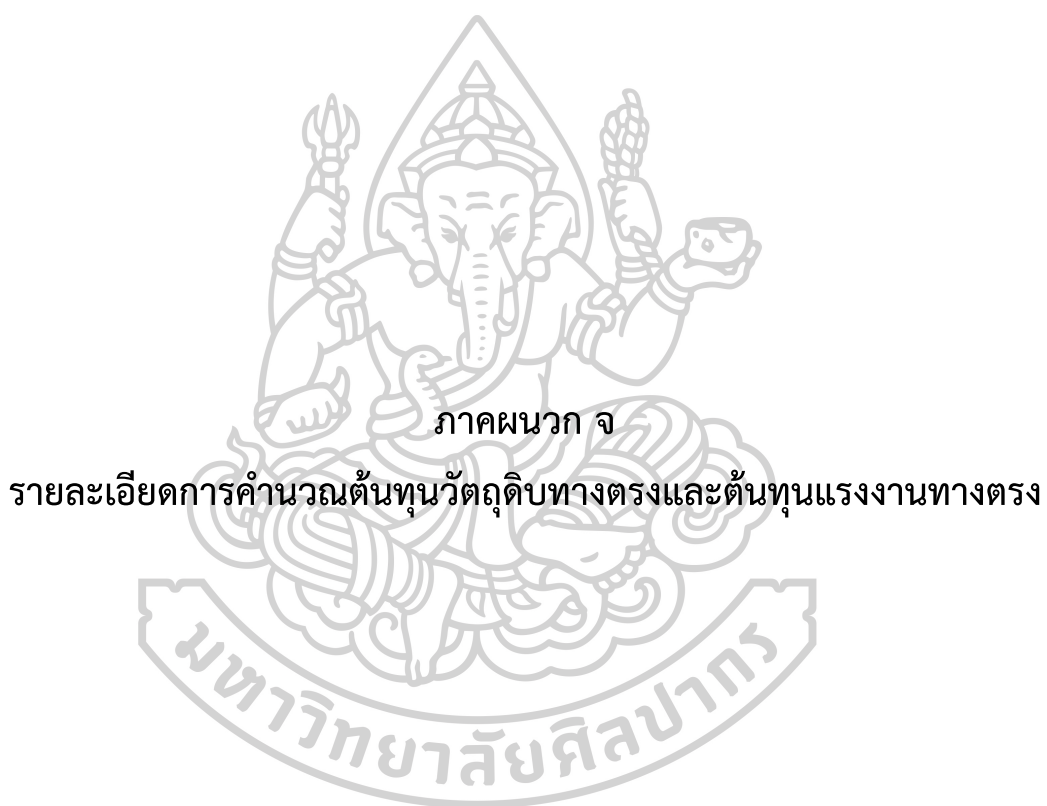 ภาคผนวก จ
รายละเอียดการคำนวณต้นทุนวัตถุดิบทางตรงและต้นทุนแรงงานทางตรง
มหาวิทยาลัยศิลปากร